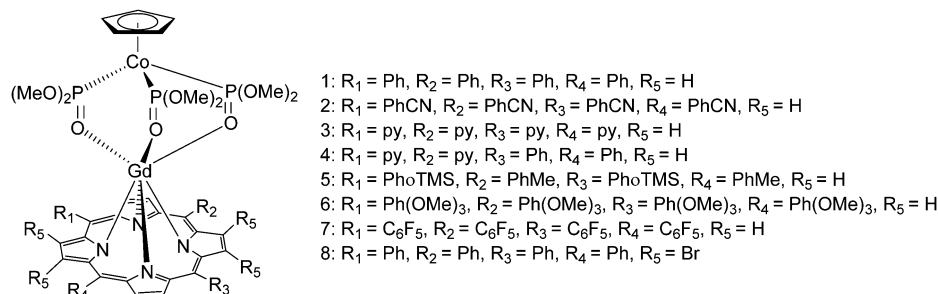 Co
(MeO)₂P P(OMe)₂ P(OMe)₂
O O O
Gd
R₁ R₂
R₅ N R₅
N N
R₅ N R₅
R₄ R₃
1: R₁ = Ph, R₂ = Ph, R₃ = Ph, R₄ = Ph, R₅ = H
2: R₁ = PhCN, R₂ = PhCN, R₃ = PhCN, R₄ = PhCN, R₅ = H
3: R₁ = py, R₂ = py, R₃ = py, R₄ = py, R₅ = H
4: R₁ = py, R₂ = py, R₃ = Ph, R₄ = Ph, R₅ = H
5: R₁ = PhoTMS, R₂ = PhMe, R₃ = PhoTMS, R₄ = PhMe, R₅ = H
6: R₁ = Ph(OMe)₃, R₂ = Ph(OMe)₃, R₃ = Ph(OMe)₃, R₄ = Ph(OMe)₃, R₅ = H
7: R₁ = C₆F₅, R₂ = C₆F₅, R₃ = C₆F₅, R₄ = C₆F₅, R₅ = H
8: R₁ = Ph, R₂ = Ph, R₃ = Ph, R₄ = Ph, R₅ = Br